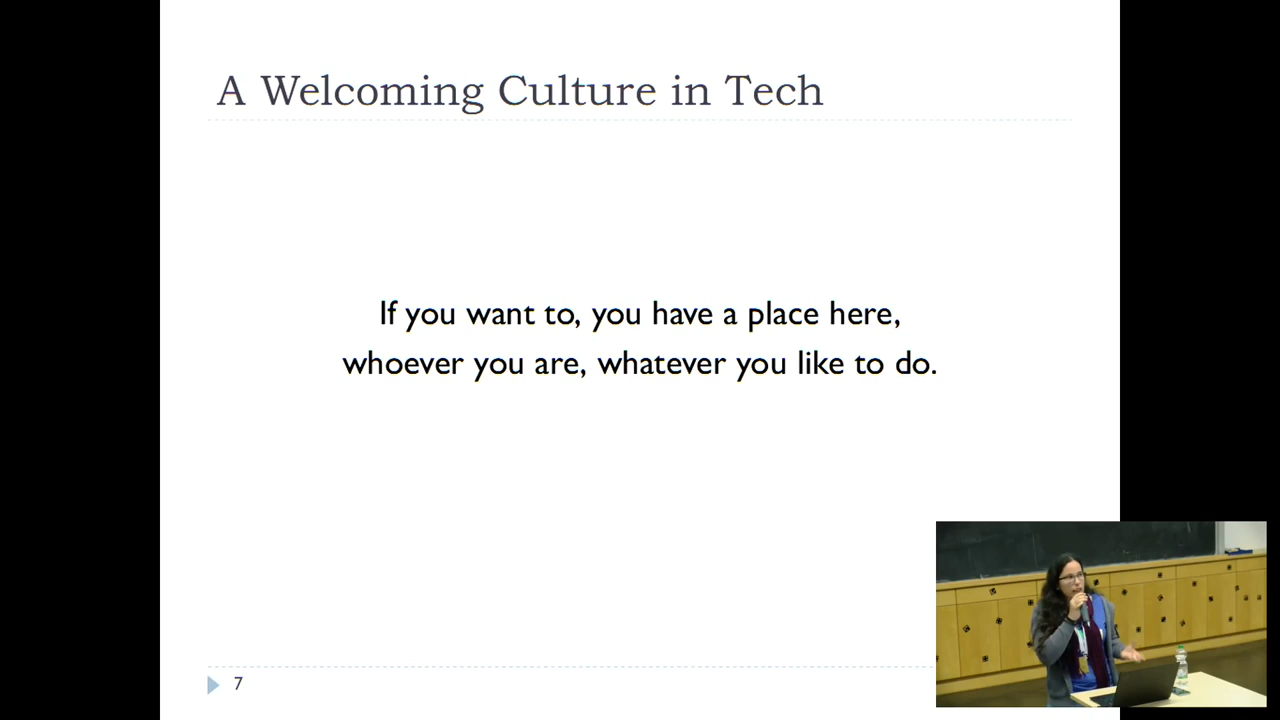 A Welcoming Culture in Tech
If you want to, you have a place here,
whoever you are, whatever you like to do.
7